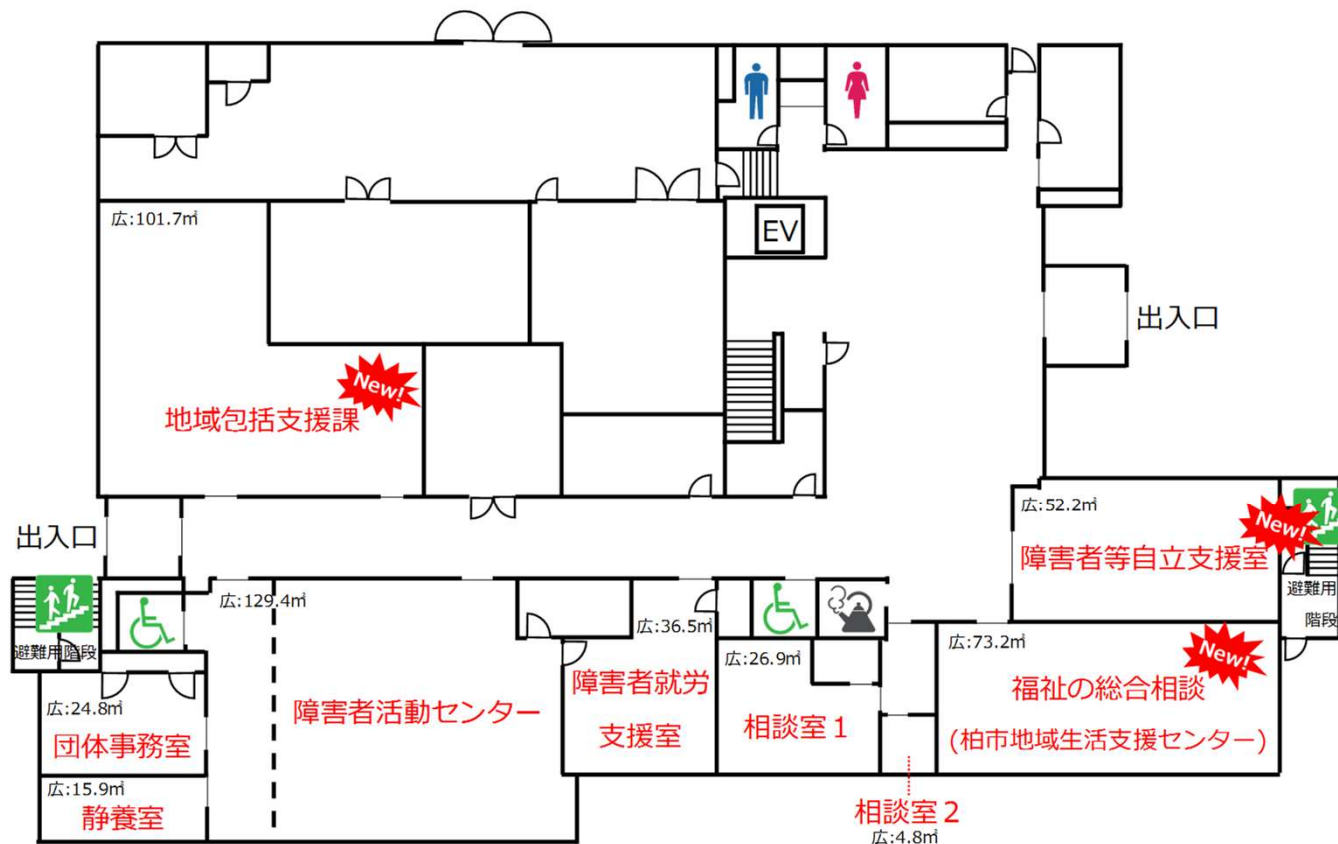 広:101.7㎡
EV
出入口
New!
地域包括支援課
出入口
広:52.2㎡
New!
障害者等自立支援室
避難用
階段
広:129.4㎡
広:36.5㎡
避難用階段
広:26.9㎡
広:73.2㎡
New!
広:24.8㎡
団体事務室
障害者活動センター
障害者就労
支援室
相談室1
福祉の総合相談
(柏市地域生活支援センター)
広:15.9㎡
静養室
相談室2
広:4.8㎡